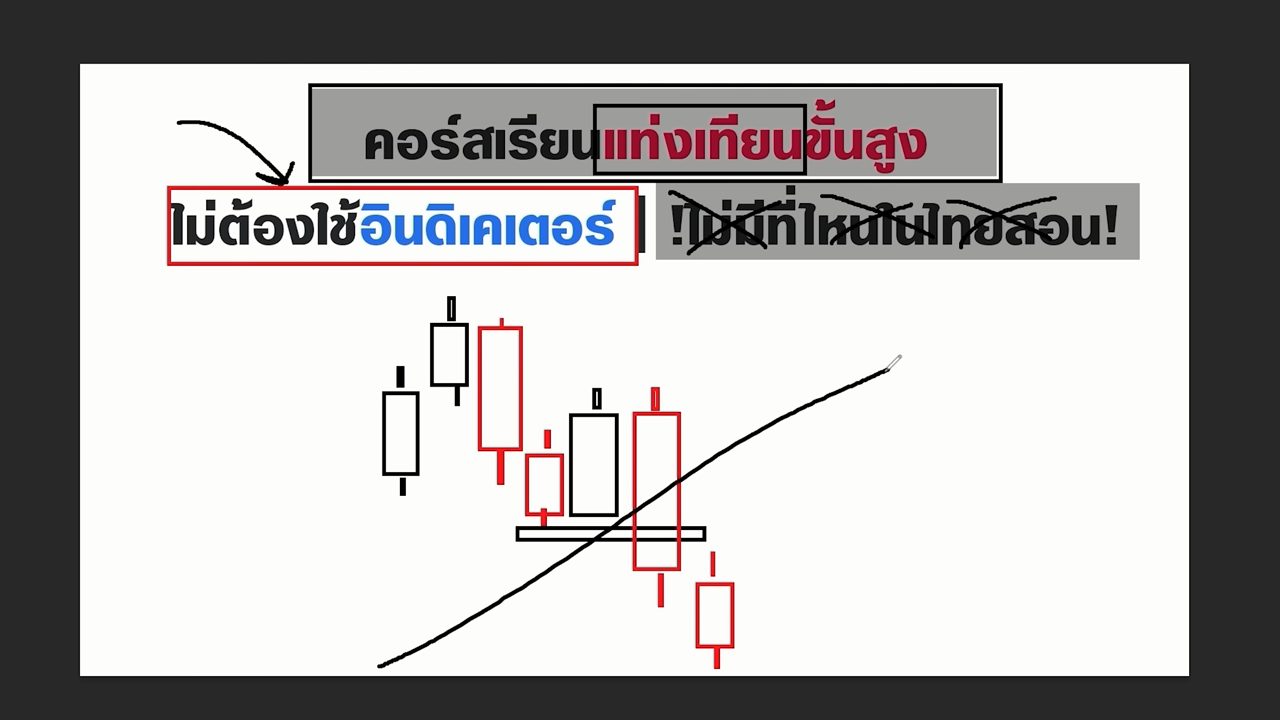 คอร์สเรียนแท่งเทียนขั้นสูง
ไม่ต้องใช้อินดิเคเตอร์ | !ไม่มีที่ไหนในไทยสอน!